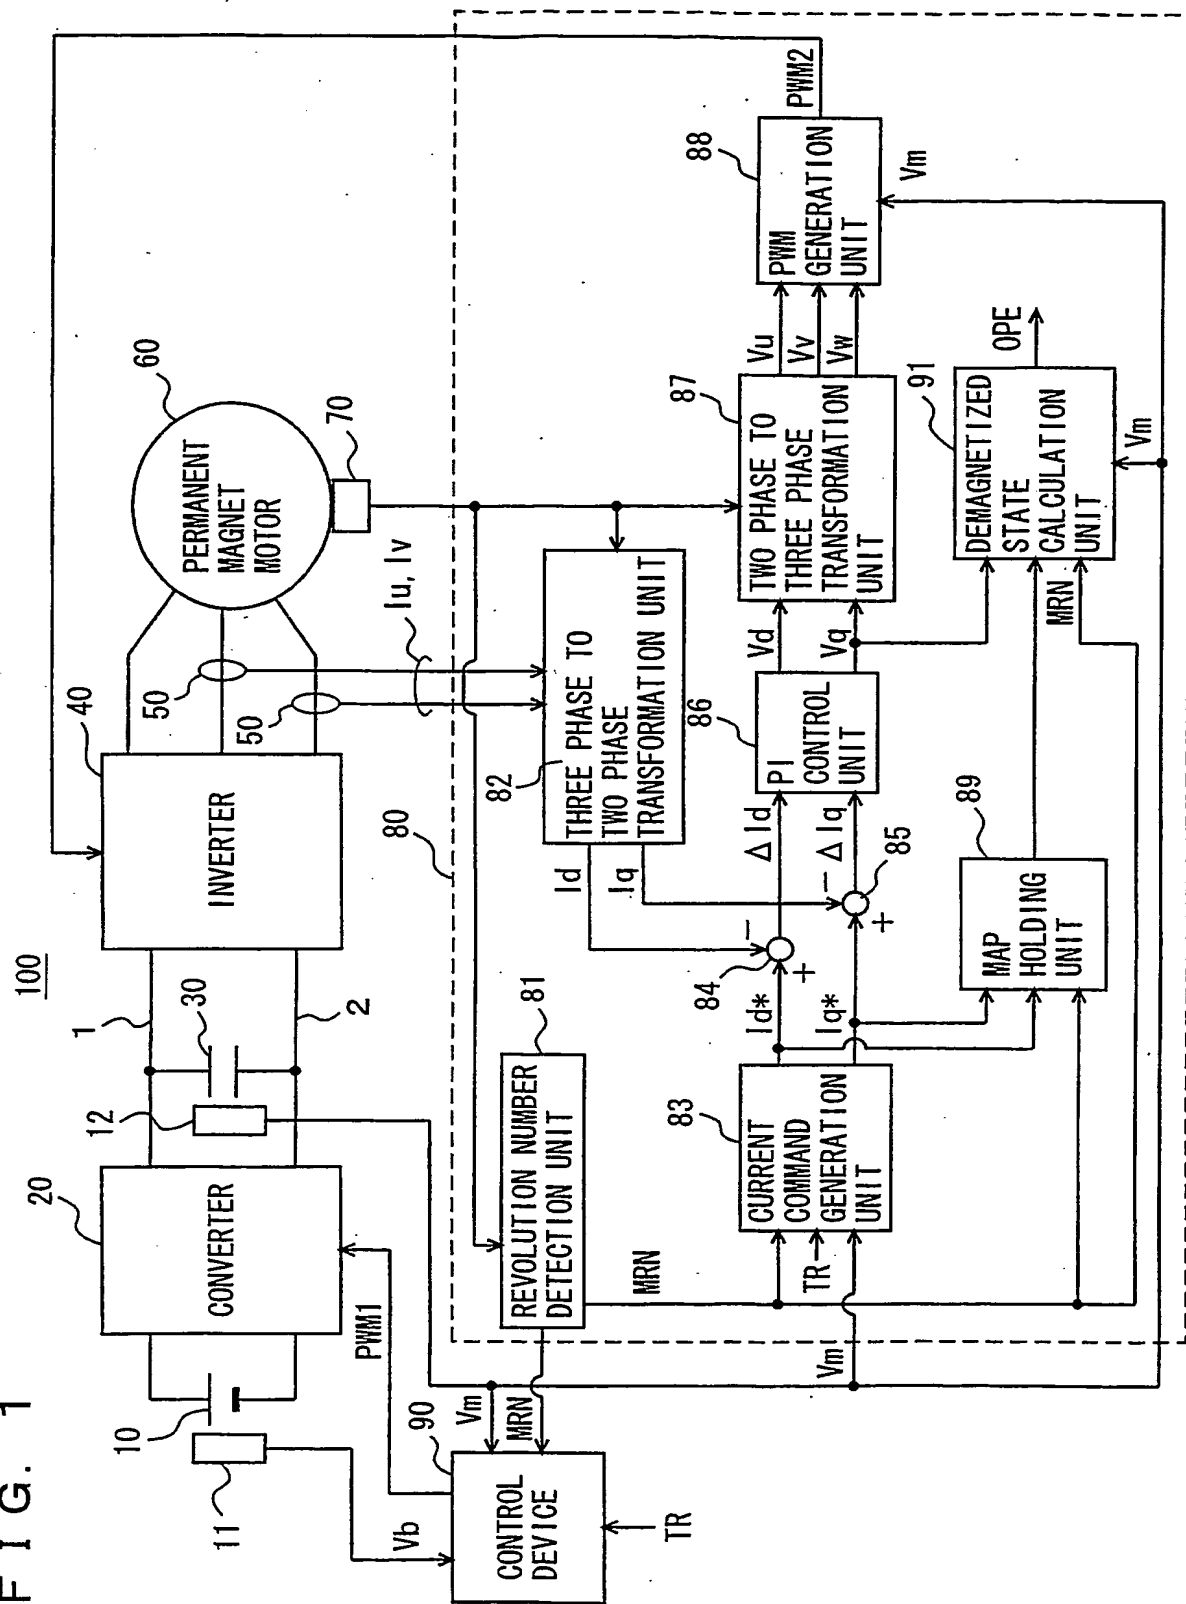 FIG. 1
100
10
11
20
CONVERTER
12
30
1
2
40
INVERTER
50
50
60
PERMANENT
MAGNET
MOTOR
70
Iu, Iv
PWM1
Vb
90
CONTROL
DEVICE
TR
Vm
MRN
80
81
REVOLUTION NUMBER
DETECTION UNIT
MRN
82
THREE PHASE TO
TWO PHASE
TRANSFORMATION UNIT
Id
Iq
83
CURRENT
COMMAND
GENERATION
UNIT
TR
Vm
Id*
Iq*
84
85
−
+
−
+
ΔId
ΔIq
86
PI
CONTROL
UNIT
Vd
Vq
87
TWO PHASE TO
THREE PHASE
TRANSFORMATION
UNIT
Vu
Vv
Vw
88
PWM
GENERATION
UNIT
PWM2
Vm
89
MAP
HOLDING
UNIT
91
DEMAGNETIZED
STATE
CALCULATION
UNIT
MRN
Vm
OPE